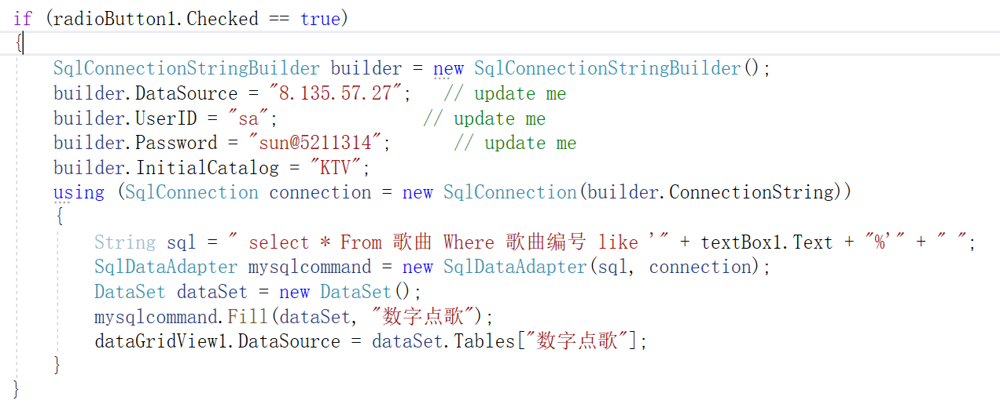 if (radioButton1.Checked == true)
{
SqlConnectionStringBuilder builder = new SqlConnectionStringBuilder();
builder.DataSource = "8.135.57.27"; // update me
builder.UserID = "sa"; // update me
builder.Password = "sun@5211314"; // update me
builder.InitialCatalog = "KTV";
using (SqlConnection connection = new SqlConnection(builder.ConnectionString))
{
String sql = " select * From 歌曲 Where 歌曲编号 like '" + textBox1.Text + "%'" + " ";
SqlDataAdapter mysqlcommand = new SqlDataAdapter(sql, connection);
DataSet dataSet = new DataSet();
mysqlcommand.Fill(dataSet, "数字点歌");
dataGridView1.DataSource = dataSet.Tables["数字点歌"];
}
}